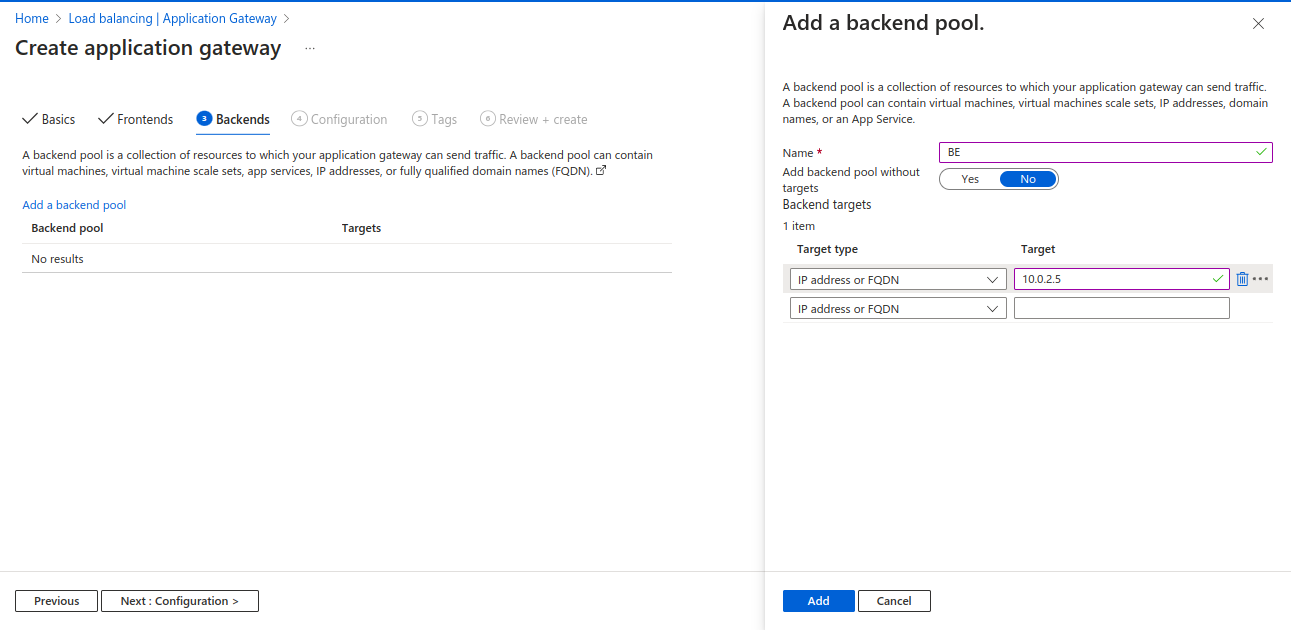 Home > Load balancing | Application Gateway >
Create application gateway ...
Basics Frontends 3 Backends 4 Configuration 5 Tags 6 Review + create
A backend pool is a collection of resources to which your application gateway can send traffic. A backend pool can contain
virtual machines, virtual machine scale sets, app services, IP addresses, or fully qualified domain names (FQDN).
Add a backend pool
Backend pool Targets
No results
Previous Next : Configuration >
Add a backend pool.
A backend pool is a collection of resources to which your application gateway can send traffic.
A backend pool can contain virtual machines, virtual machines scale sets, IP addresses, domain
names, or an App Service.
Name * BE
Add backend pool without
targets
Yes No
Backend targets
1 item
Target type Target
IP address or FQDN 10.0.2.5 ...
IP address or FQDN
Add Cancel